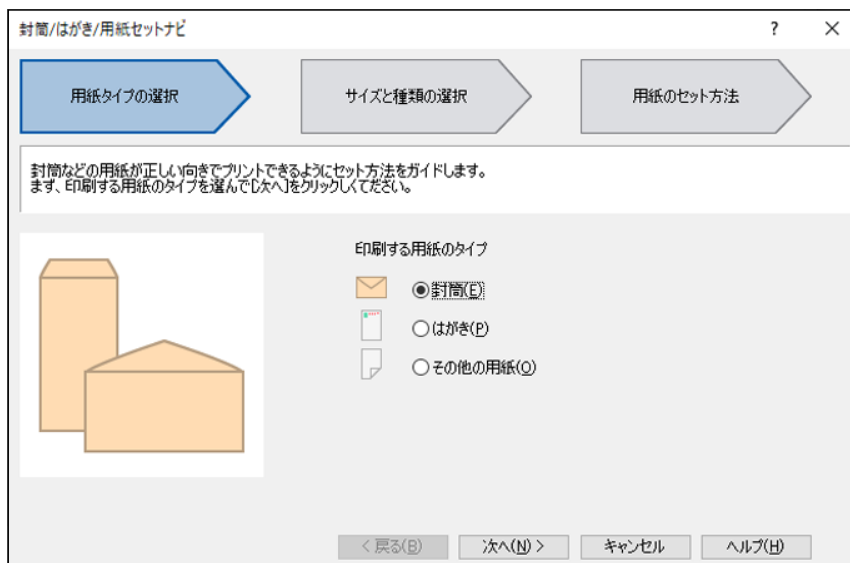 封筒/はがき/用紙セットナビ
?
用紙タイプの選択
サイズと種類の選択
用紙のセット方法
封筒などの用紙が正しい向きでプリントできるようにセット方法をガイドします。
まず、印刷する用紙のタイプを選んで[次へ]をクリックしてください。
印刷する用紙のタイプ
封筒(E)
はがき(P)
その他の用紙(O)
< 戻る(B)
次へ(N) >
キャンセル
ヘルプ(H)